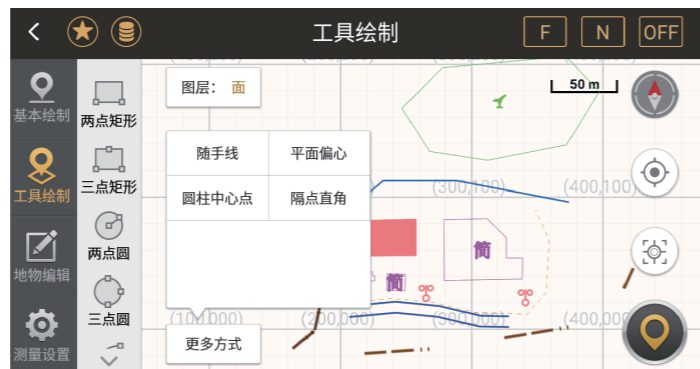 工具绘制
F
N
OFF
基本绘制
工具绘制
地物编辑
测量设置
两点矩形
三点矩形
两点圆
三点圆
图层： 面
50 m
随手线
平面偏心
圆柱中心点
隔点直角
(300,100)
(400,100)
简
简
(100,000)
(200,000)
(300,000)
(400,000
更多方式